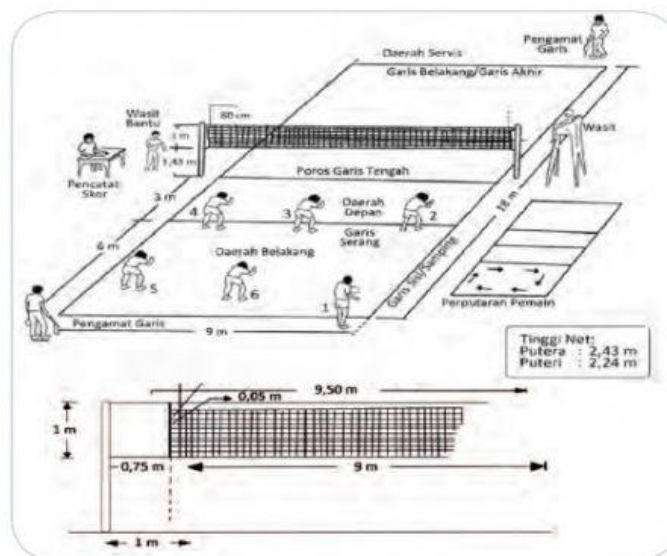 Pengamat
Garis
Daerah Servis
Garis Belakang/Garis Akhir
80 cm
Wasit
Bantu
1 m
1,43 m
Wasit
Pencatat
Skor
3 m
Poros Garis Tengah
18 m
4
3
Daerah
Depan
2
Garis
Serang
6 m
Daerah Belakang
Garis Sisi/Samping
5
6
1
Perputaran Pemain
Pengamat Garis
9 m
Tinggi Net:
Putera : 2,43 m
Puteri : 2,24 m
9,50 m
0,05 m
1 m
0,75 m
9 m
1 m